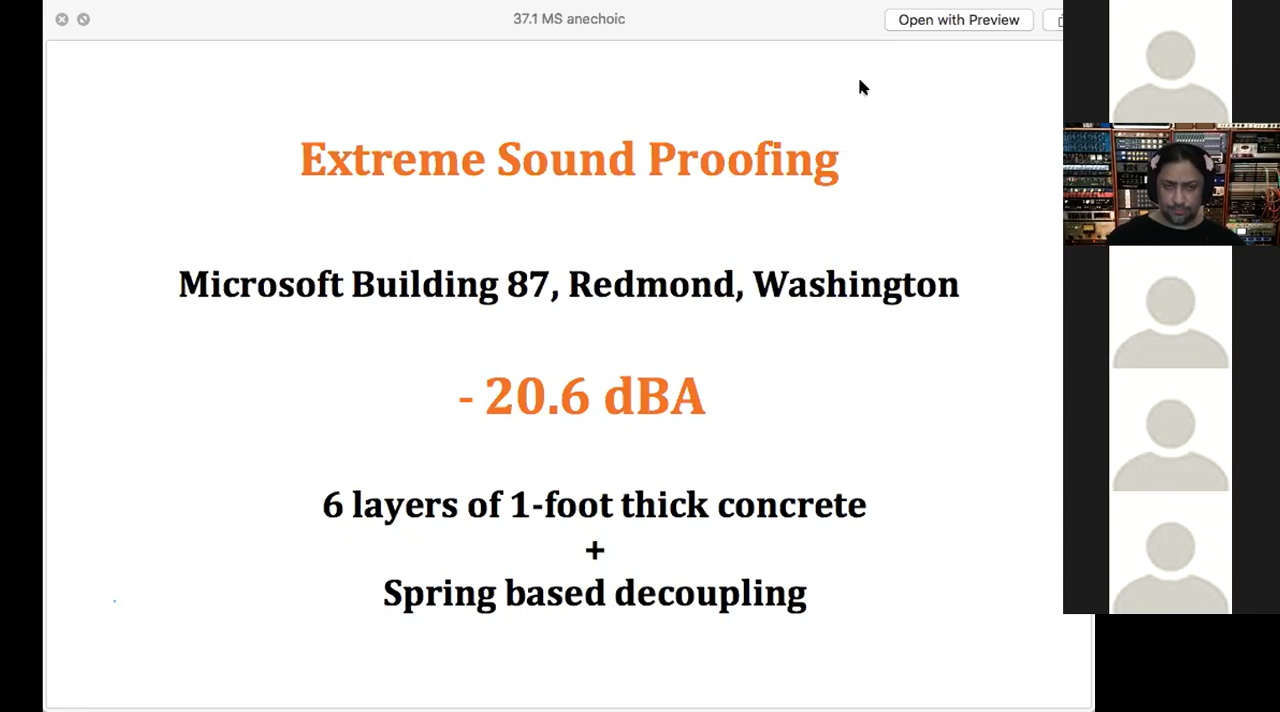 37.1 MS anechoic
Open with Preview
Extreme Sound Proofing
Microsoft Building 87, Redmond, Washington
- 20.6 dBA
6 layers of 1-foot thick concrete
+
Spring based decoupling